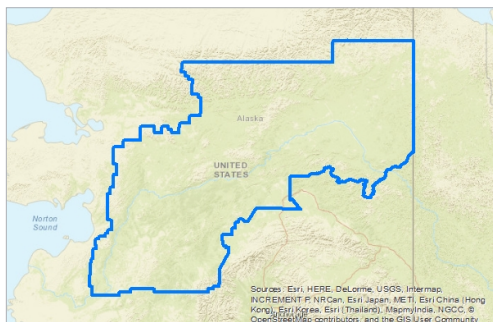 Alaska
UNITED
STATES
Norton
Sound
Sources: Esri, HERE, DeLorme, USGS, Intermap,
INCREMENT P, NRCan, Esri Japan, METI, Esri China (Hong
Kong), Esri Korea, Esri (Thailand), MapmyIndia, NGCC, ©
OpenStreetMap contributors, and the GIS User Community